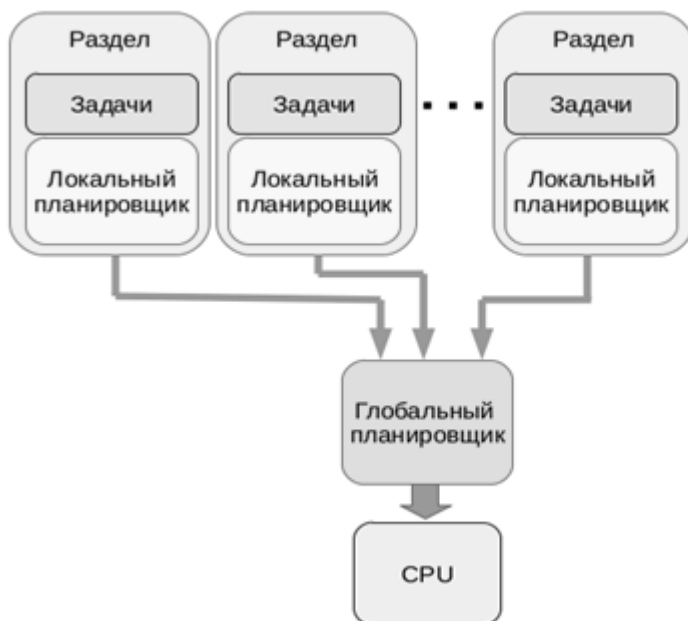 Раздел
Задачи
Локальный
планировщик
Раздел
Задачи
Локальный
планировщик
Раздел
Задачи
Локальный
планировщик
Глобальный
планировщик
CPU